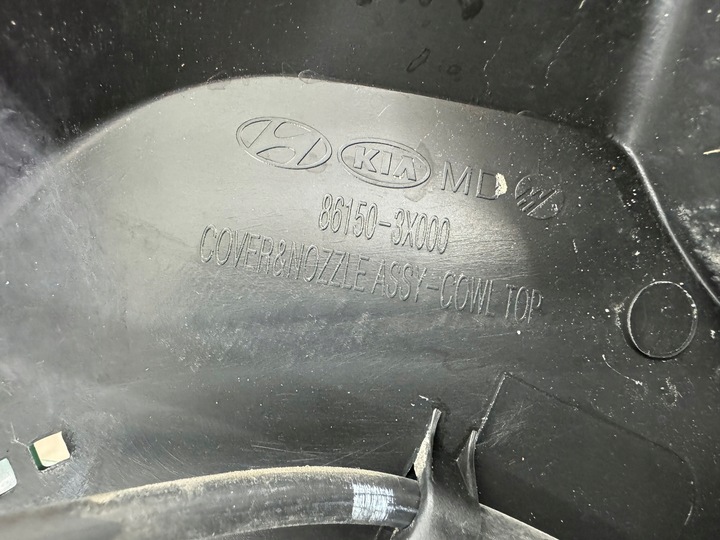 KIA MD
86150-3X000
COVER&NOZZLE ASSY-COWL TOP